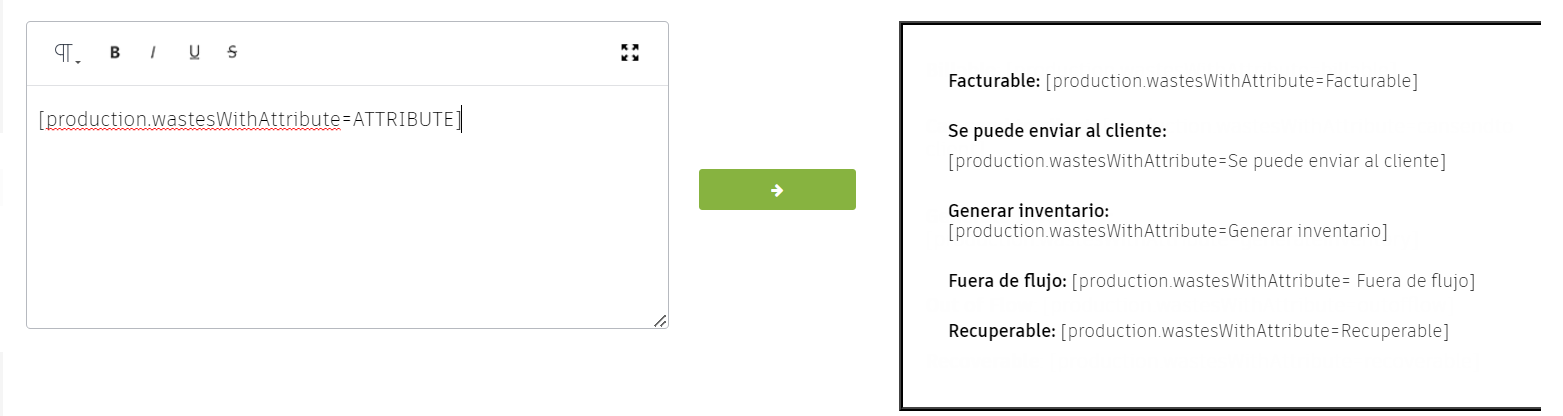 B I U S
[production.wastesWithAttribute=ATTRIBUTE]
Facturable: [production.wastesWithAttribute=Facturable]
Se puede enviar al cliente:
[production.wastesWithAttribute=Se puede enviar al cliente]
Generar inventario:
[production.wastesWithAttribute=Generar inventario]
Fuera de flujo: [production.wastesWithAttribute= Fuera de flujo]
Recuperable: [production.wastesWithAttribute=Recuperable]